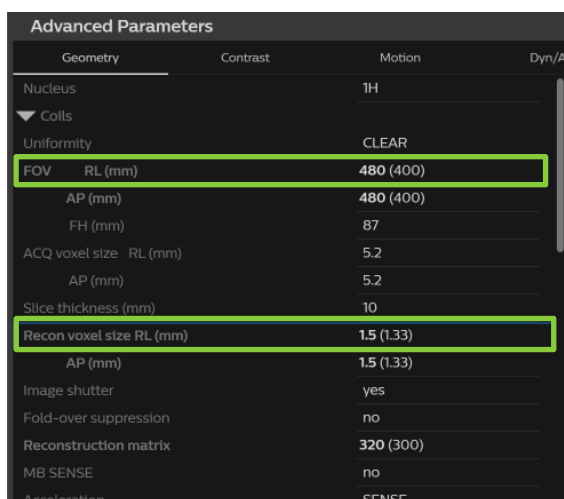 Advanced Parameters
Geometry Contrast Motion Dyn/A
Nucleus 1H
Coils
Uniformity CLEAR
FOV RL (mm) 480 (400)
AP (mm) 480 (400)
FH (mm) 87
ACQ voxel size RL (mm) 5.2
AP (mm) 5.2
Slice thickness (mm) 10
Recon voxel size RL (mm) 1.5 (1.33)
AP (mm) 1.5 (1.33)
Image shutter yes
Fold-over suppression no
Reconstruction matrix 320 (300)
MB SENSE no
Acceleration SENSE